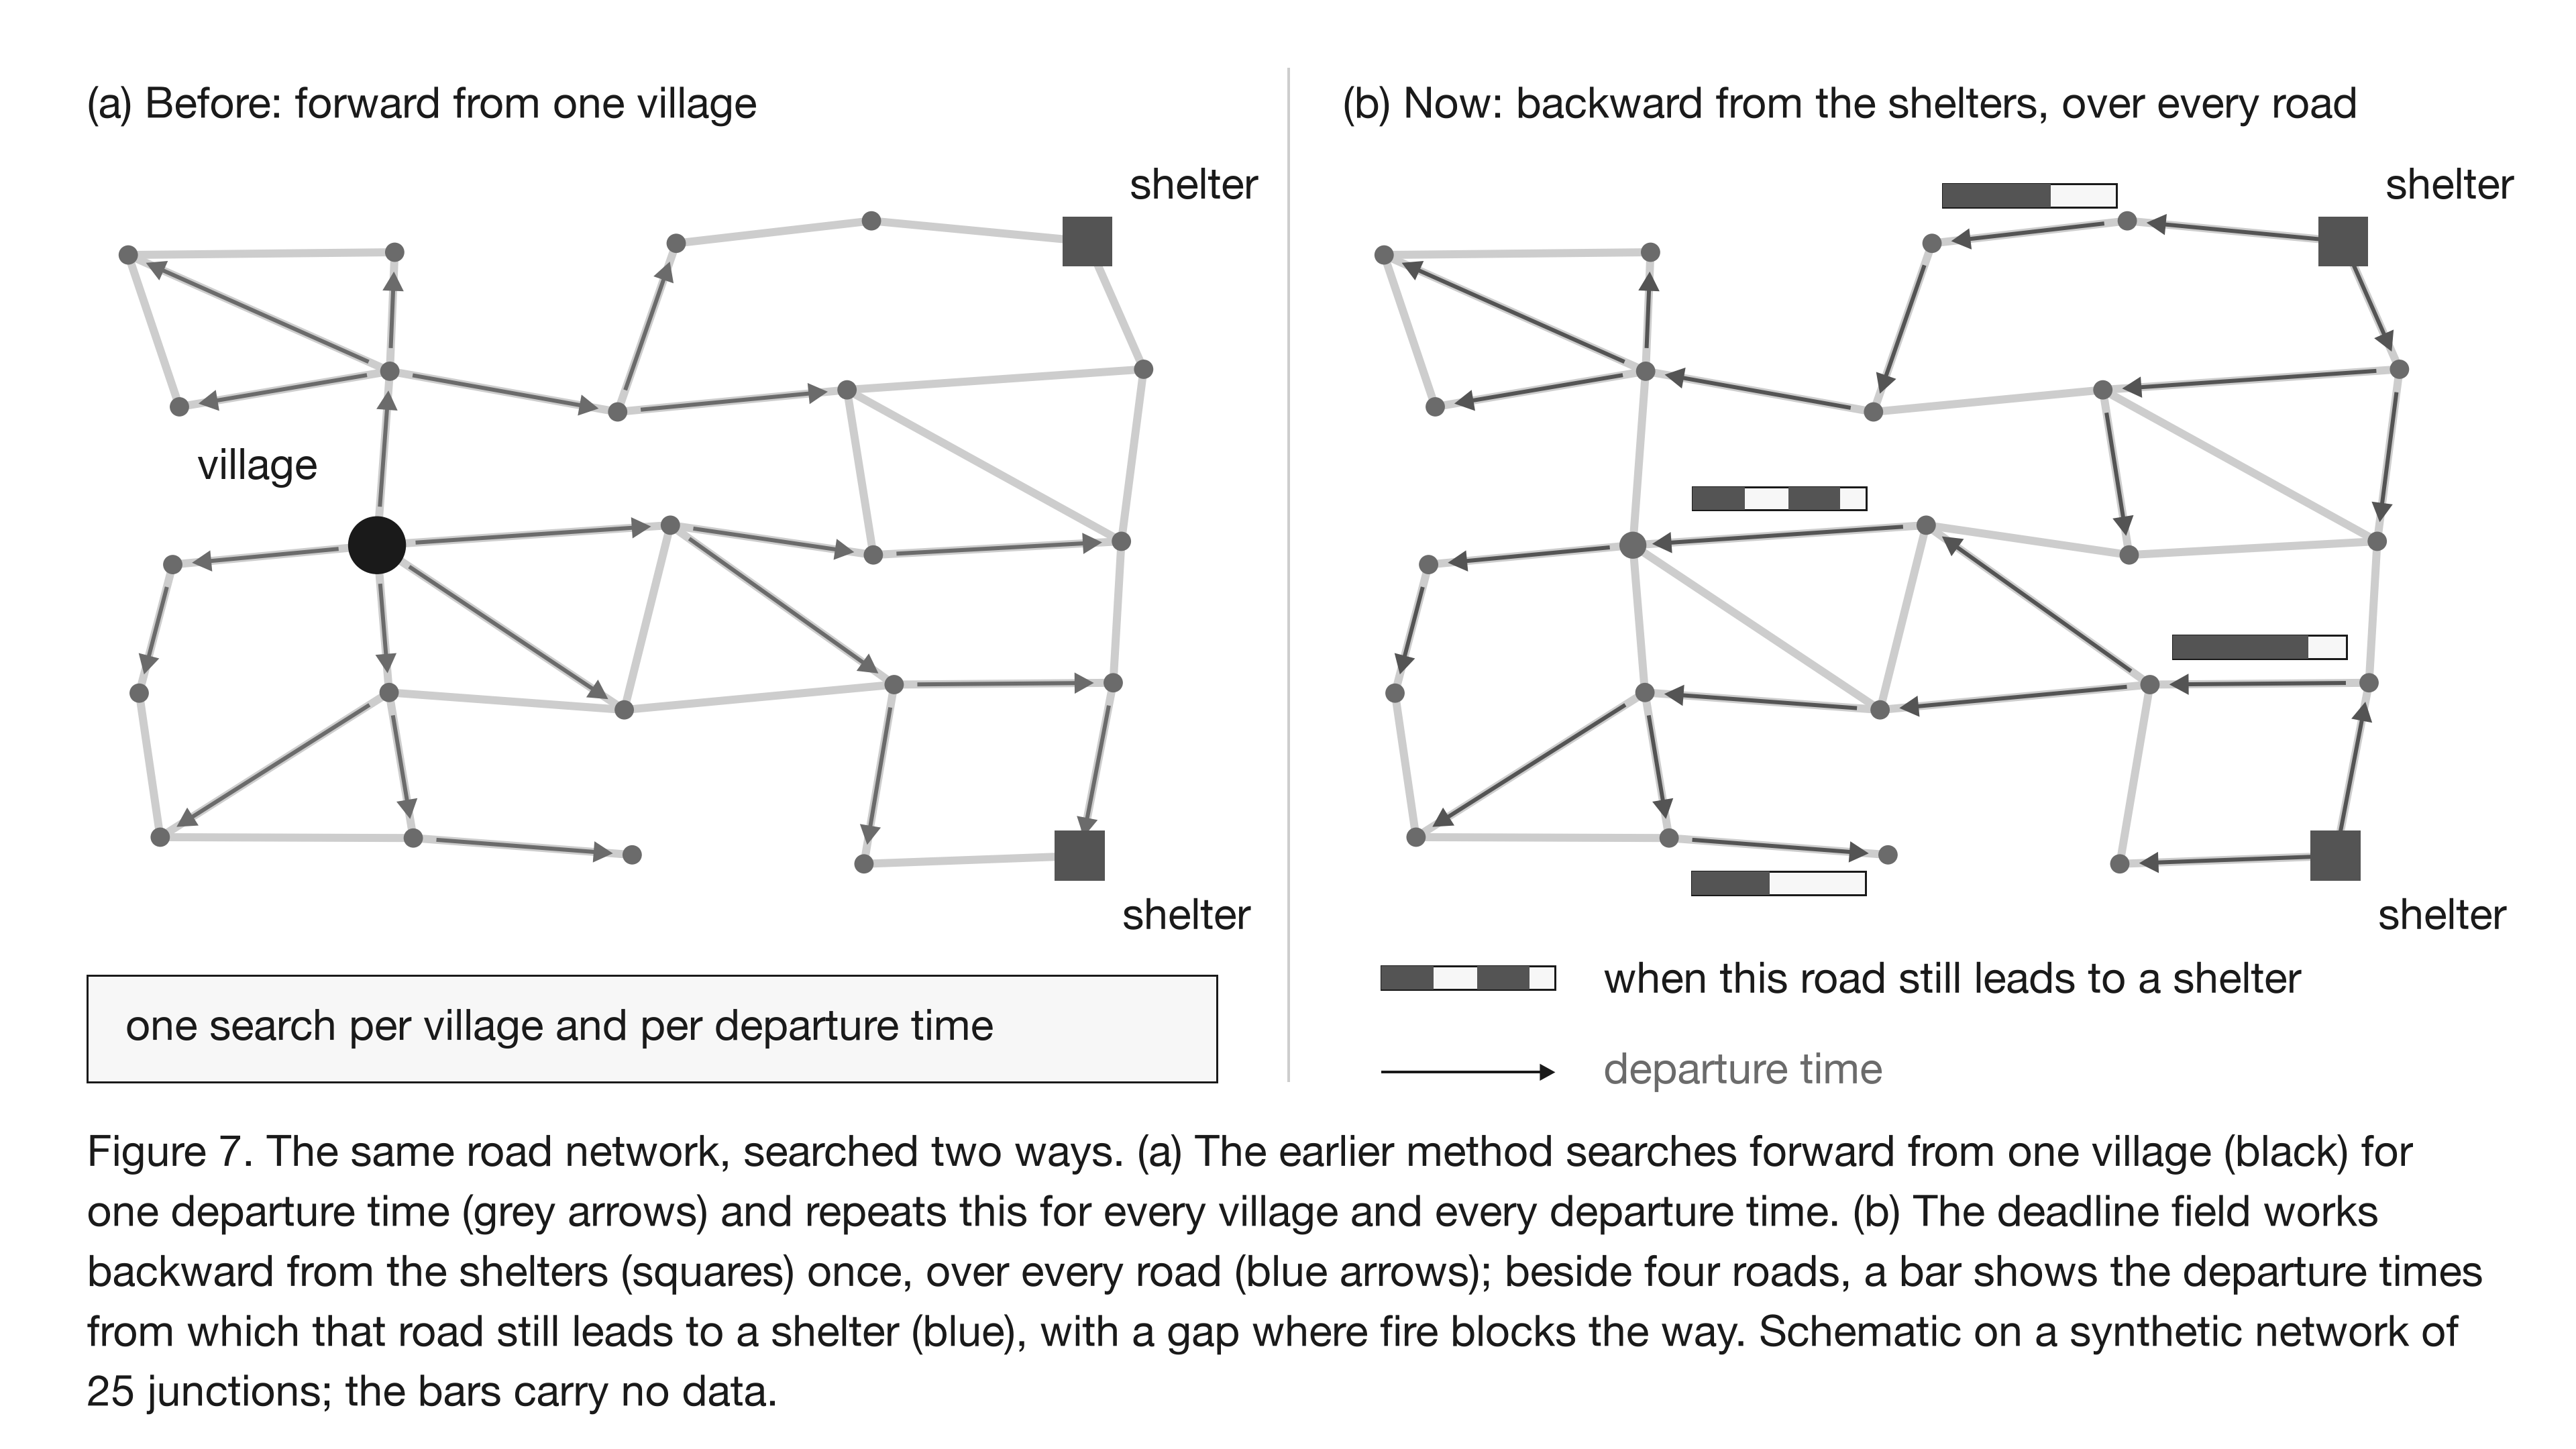 (a) Before: forward from one village
shelter
village
shelter
one search per village and per departure time
(b) Now: backward from the shelters, over every road
shelter
shelter
when this road still leads to a shelter
departure time
Figure 7. The same road network, searched two ways. (a) The earlier method searches forward from one village (black) for
one departure time (grey arrows) and repeats this for every village and every departure time. (b) The deadline field works
backward from the shelters (squares) once, over every road (blue arrows); beside four roads, a bar shows the departure times
from which that road still leads to a shelter (blue), with a gap where fire blocks the way. Schematic on a synthetic network of
25 junctions; the bars carry no data.